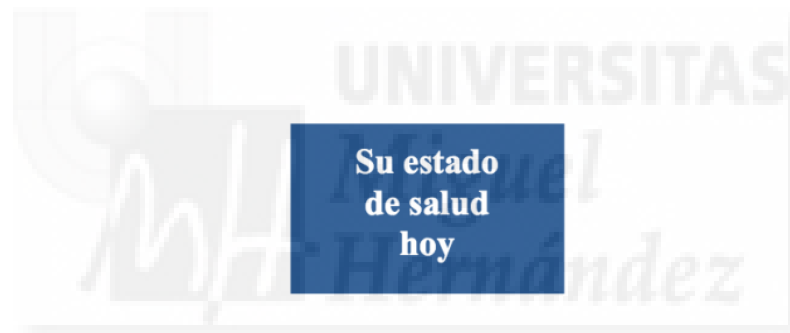 UNIVERSITAS
Miguel
Hernández
Su estado
de salud
hoy